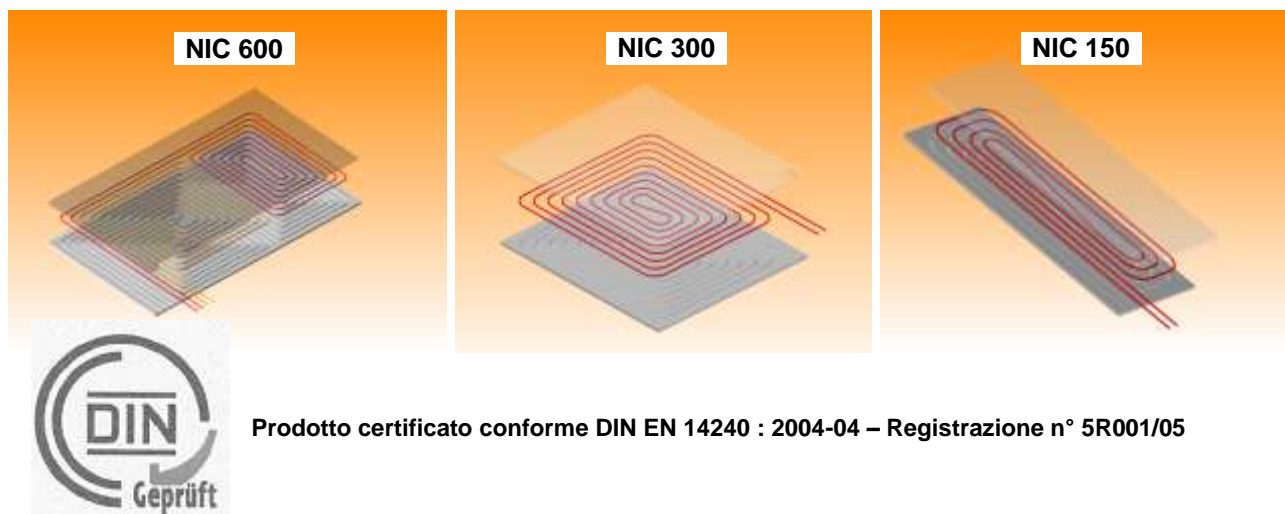 NIC 600
NIC 300
NIC 150
DIN
Geprüft
Prodotto certificato conforme DIN EN 14240 : 2004-04 – Registrazione n° 5R001/05